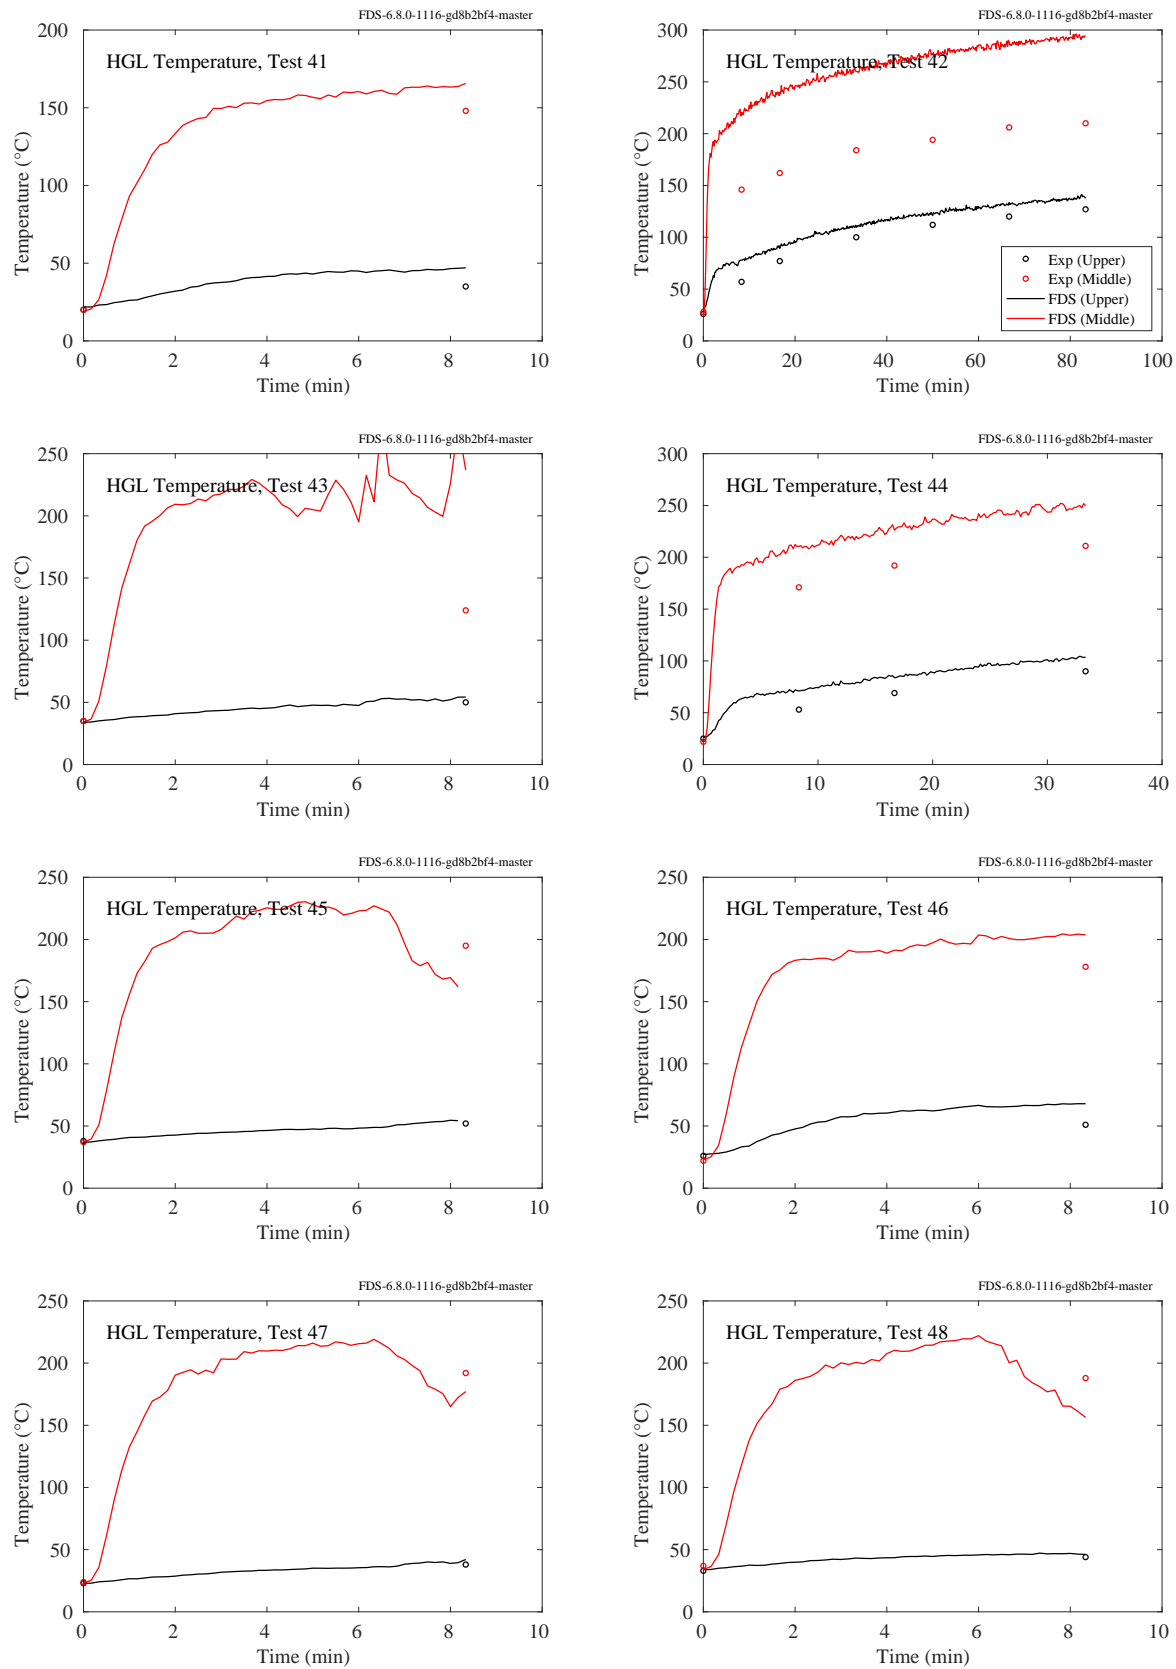 FDS-6.8.0-1116-gd8b2bf4-master
HGL Temperature, Test 41
Temperature (°C)
200
150
100
50
0
0 2 4 6 8 10
Time (min)
FDS-6.8.0-1116-gd8b2bf4-master
HGL Temperature, Test 42
Temperature (°C)
300
250
200
150
100
50
0
Exp (Upper)
Exp (Middle)
FDS (Upper)
FDS (Middle)
0 20 40 60 80 100
Time (min)
FDS-6.8.0-1116-gd8b2bf4-master
HGL Temperature, Test 43
Temperature (°C)
250
200
150
100
50
0
0 2 4 6 8 10
Time (min)
FDS-6.8.0-1116-gd8b2bf4-master
HGL Temperature, Test 44
Temperature (°C)
300
250
200
150
100
50
0
0 10 20 30 40
Time (min)
FDS-6.8.0-1116-gd8b2bf4-master
HGL Temperature, Test 45
Temperature (°C)
250
200
150
100
50
0
0 2 4 6 8 10
Time (min)
FDS-6.8.0-1116-gd8b2bf4-master
HGL Temperature, Test 46
Temperature (°C)
250
200
150
100
50
0
0 2 4 6 8 10
Time (min)
FDS-6.8.0-1116-gd8b2bf4-master
HGL Temperature, Test 47
Temperature (°C)
250
200
150
100
50
0
0 2 4 6 8 10
Time (min)
FDS-6.8.0-1116-gd8b2bf4-master
HGL Temperature, Test 48
Temperature (°C)
250
200
150
100
50
0
0 2 4 6 8 10
Time (min)